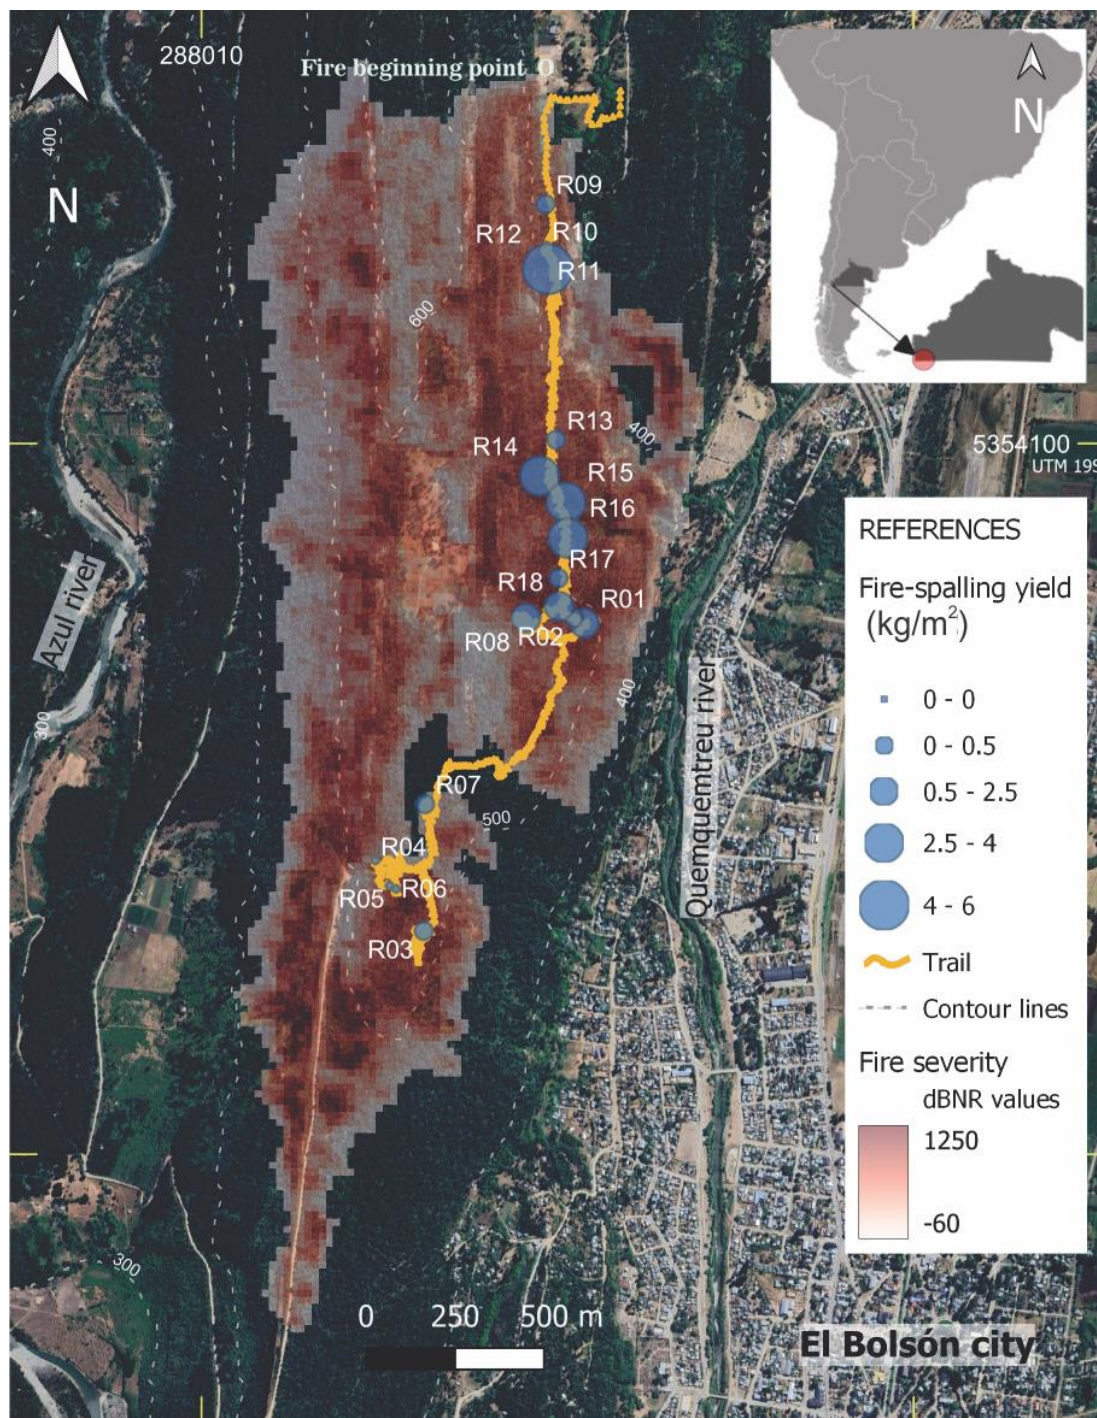 288010
Fire beginning point O
N
400
N
R09
R12
R10
R11
600
R13
400
R14
5354100
UTM 19S
R15
R16
REFERENCES
R17
Fire-spalling yield
(kg/m²)
R18
R01
R08
R02
Azul river
Quemquemtreu river
400
0 - 0
300
0 - 0.5
R07
0.5 - 2.5
500
R04
2.5 - 4
R05
R06
4 - 6
R03
Trail
Contour lines
Fire severity
dBNR values
1250
-60
300
0 250 500 m
El Bolsón city